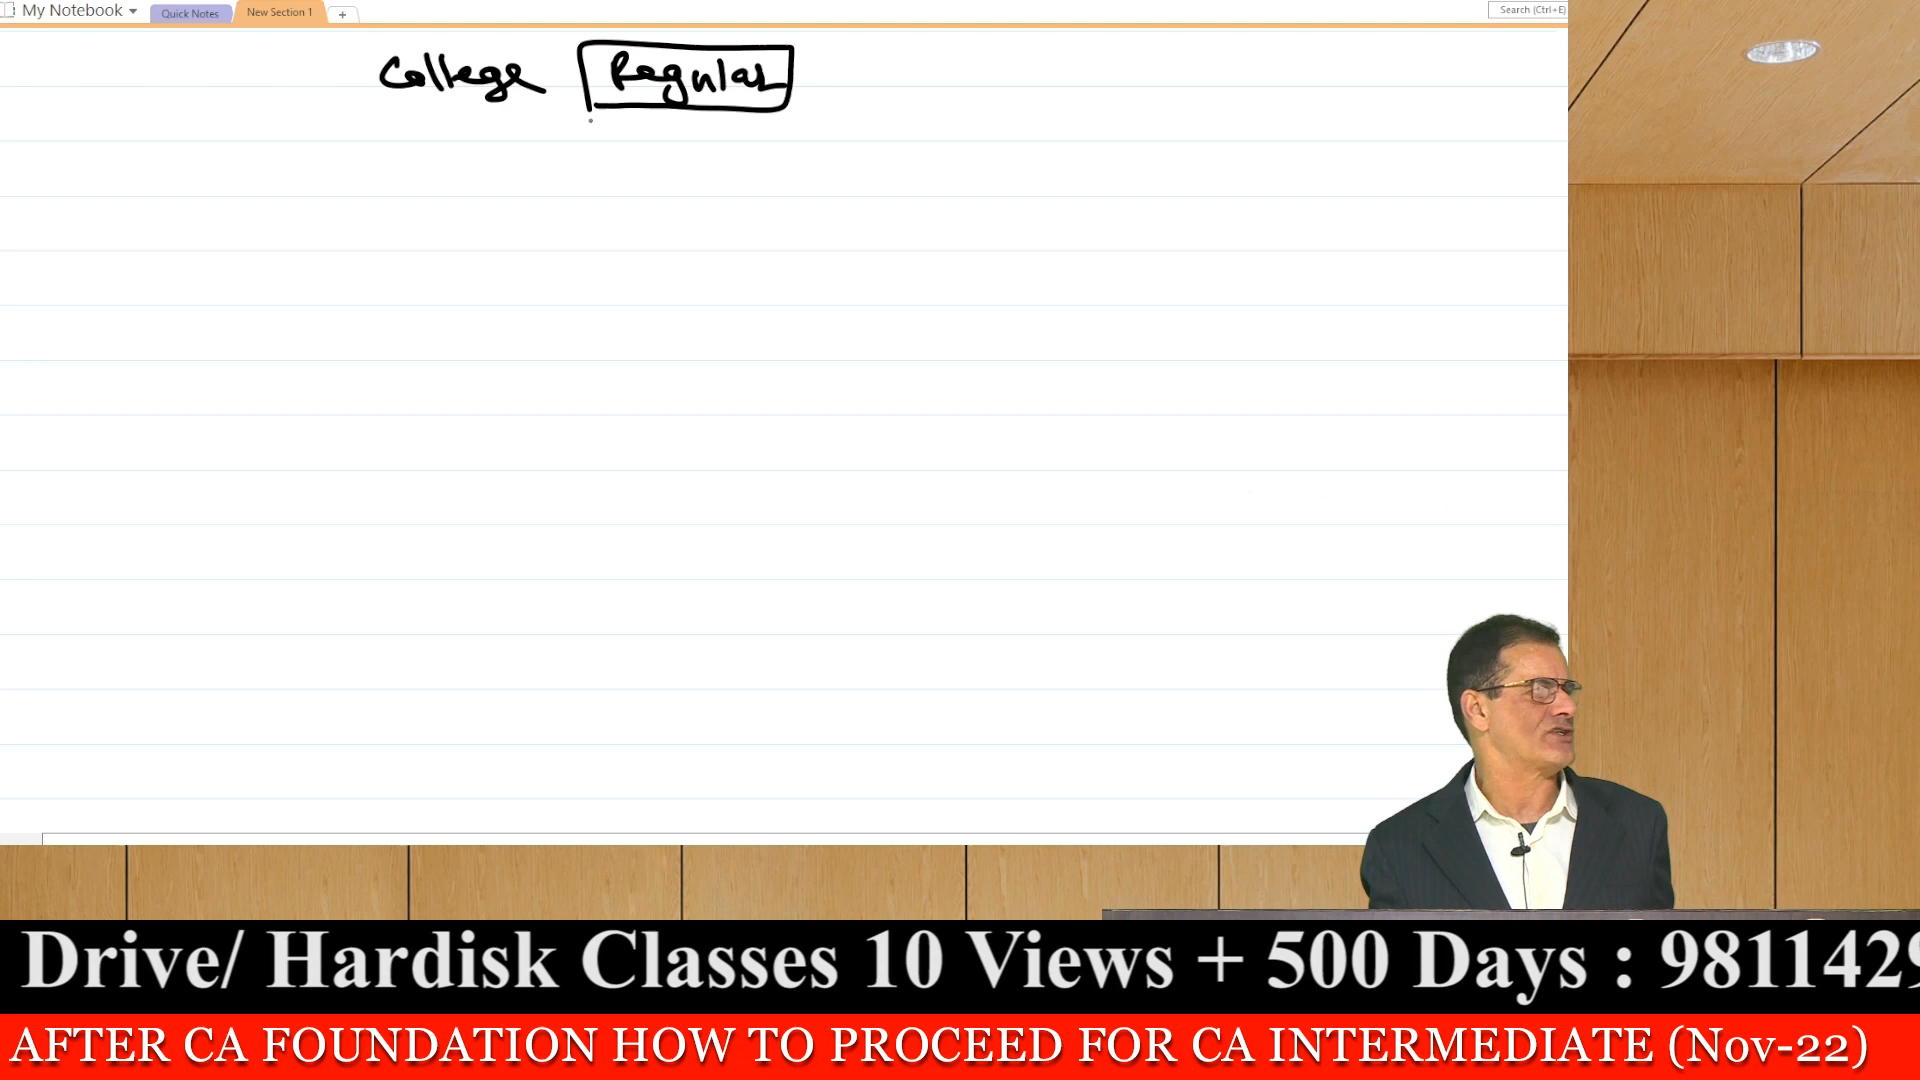 My Notebook
Quick Notes
New Section 1
+
Search (Ctrl+E)
College Regular
Drive/ Hardisk Classes 10 Views + 500 Days : 9811429
AFTER CA FOUNDATION HOW TO PROCEED FOR CA INTERMEDIATE (Nov-22)